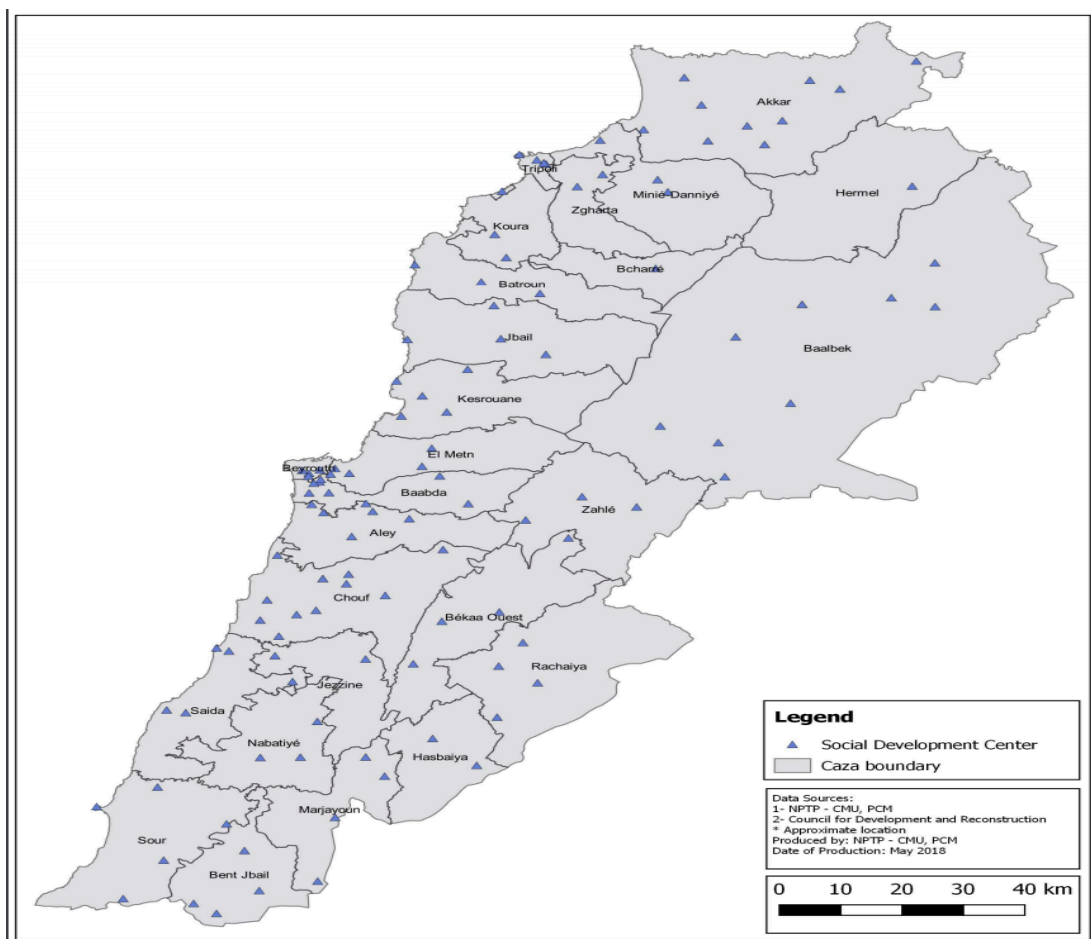 Akkar
Tripoli
Hermel
Minié-Danniyé
Zgharta
Koura
Bcharré
Batroun
Jbail
Baalbek
Kesrouane
El Metn
Beyrouth
Baabda
Zahlé
Aley
Chouf
Békaa Ouest
Rachaiya
Jezzine
Saida
Nabatiyé
Hasbaiya
Marjayoun
Sour
Bent Jbail
Legend
Social Development Center
Caza boundary
Data Sources:
1- NPTP - CMU, PCM
2- Council for Development and Reconstruction
* Approximate location
Produced by: NPTP - CMU, PCM
Date of Production: May 2018
0 10 20 30 40 km